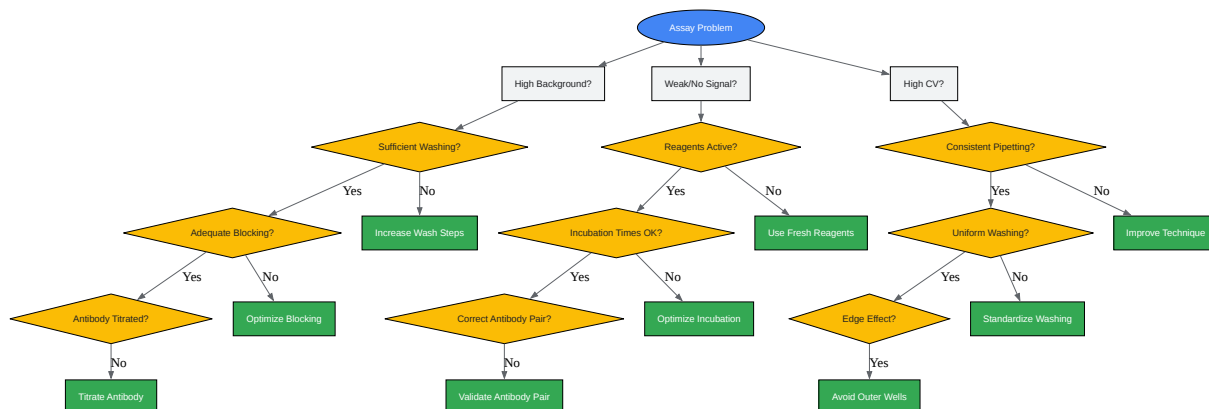 Assay Problem
High Background?
Weak/No Signal?
High CV?
Sufficient Washing?
Reagents Active?
Consistent Pipetting?
Yes
No
Yes
No
Yes
No
Adequate Blocking?
Increase Wash Steps
Incubation Times OK?
Use Fresh Reagents
Uniform Washing?
Improve Technique
Yes
No
Yes
No
Yes
No
Antibody Titrated?
Optimize Blocking
Correct Antibody Pair?
Optimize Incubation
Edge Effect?
Standardize Washing
No
No
Yes
Titrate Antibody
Validate Antibody Pair
Avoid Outer Wells